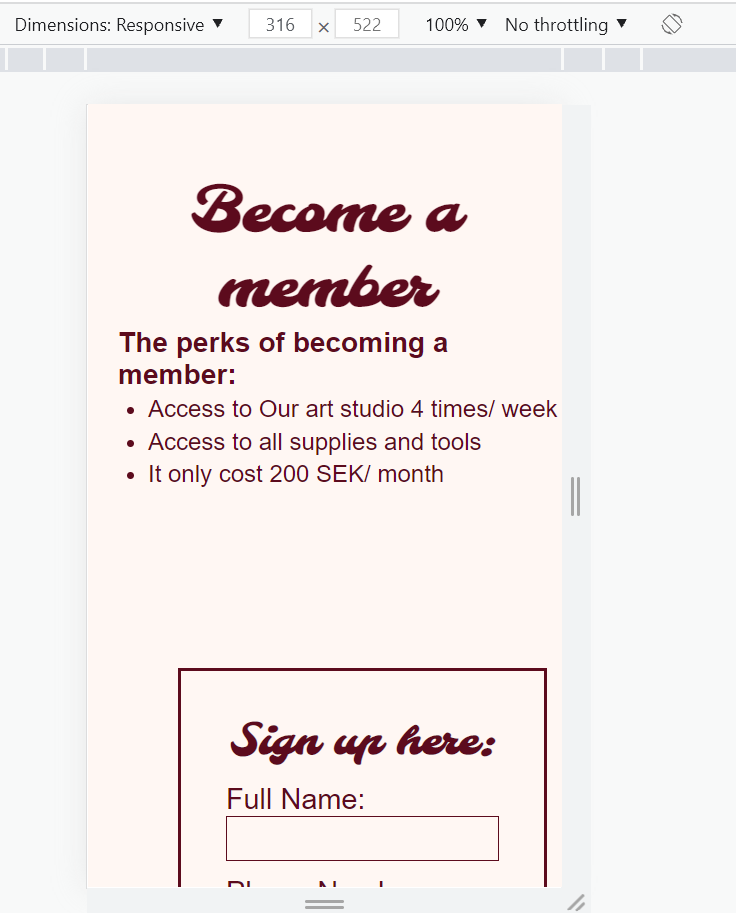 Dimensions: Responsive ▼ 316 × 522 100% ▼ No throttling ▼
Become a
member
The perks of becoming a
member:
• Access to Our art studio 4 times/ week
• Access to all supplies and tools
• It only cost 200 SEK/ month
Sign up here:
Full Name: